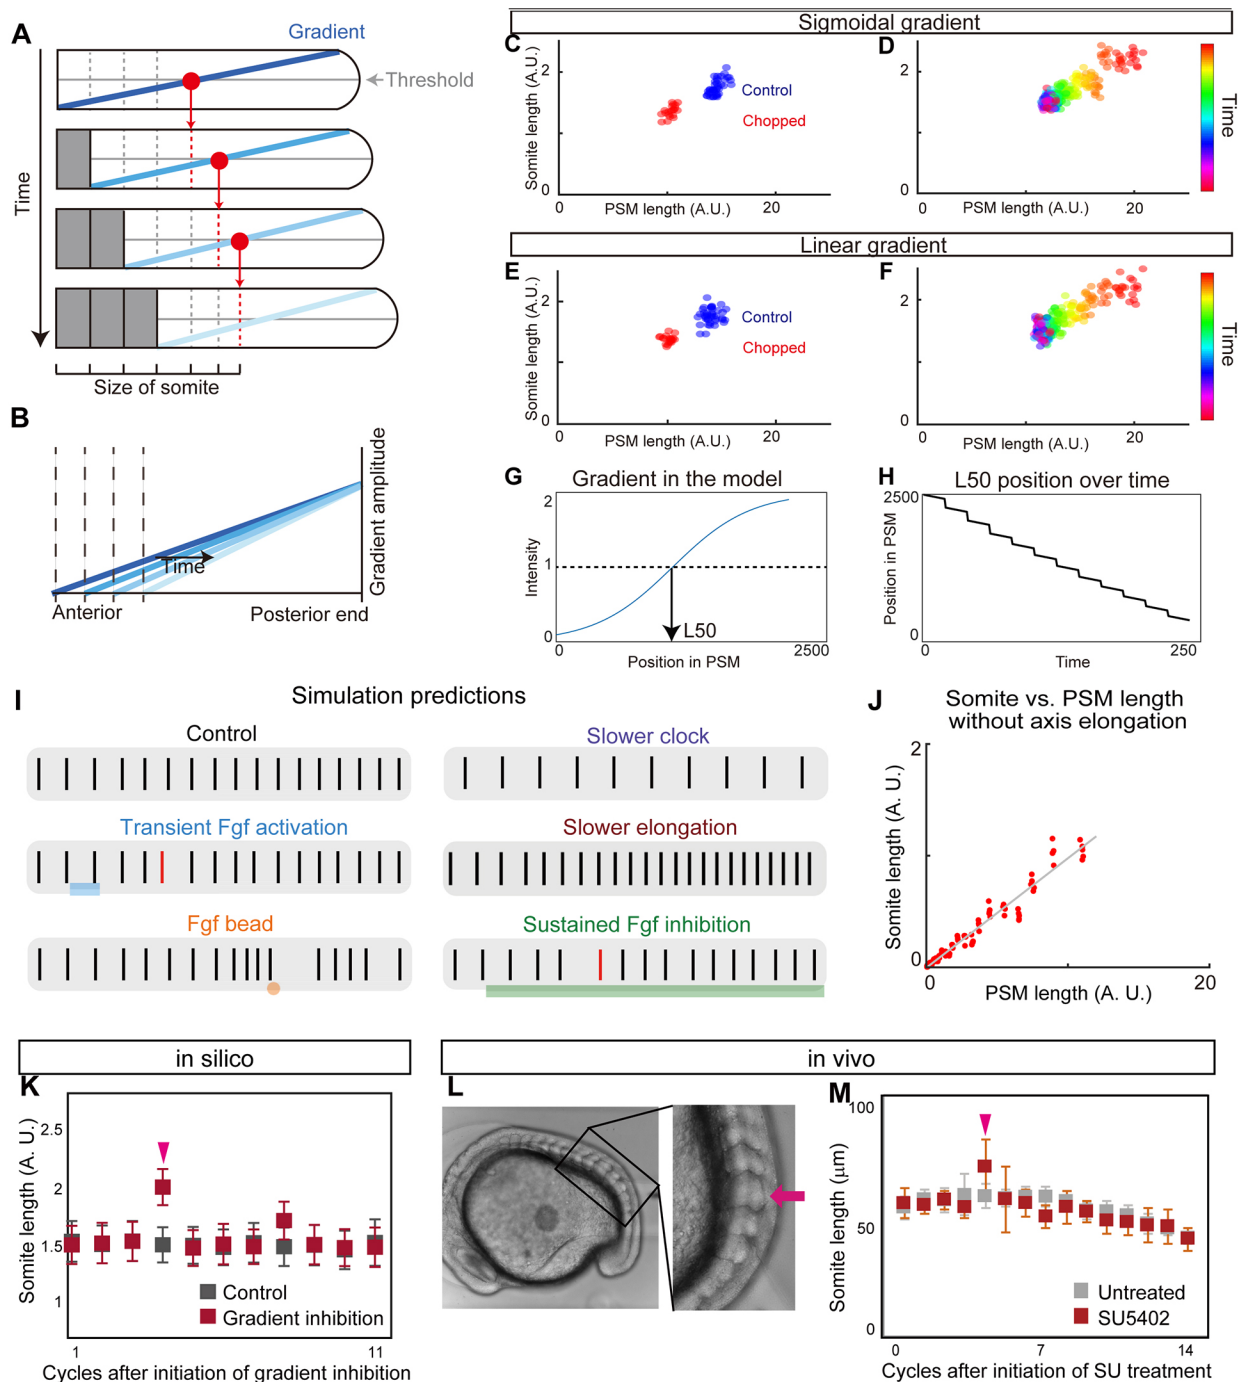 A
Gradient
Threshold
Time
Size of somite
B
Time
Anterior
Posterior end
Gradient amplitude
Sigmoidal gradient
C
Somite length (A.U.)
2
0
Control
Chopped
0
PSM length (A.U.)
20
D
2
0
0
PSM length (A.U.)
20
Time
Linear gradient
E
Somite length (A.U.)
2
0
Control
Chopped
0
PSM length (A.U.)
20
F
2
0
0
PSM length (A.U.)
20
Time
G
Gradient in the model
Intensity
2
1
0
L50
0
Position in PSM
2500
H
L50 position over time
Position in PSM
2500
0
0
Time
250
I
Simulation predictions
Control
Slower clock
Transient Fgf activation
Slower elongation
Fgf bead
Sustained Fgf inhibition
J
Somite vs. PSM length
without axis elongation
Somite length (A. U.)
2
0
0
PSM length (A. U.)
20
in silico
K
Somite length (A. U.)
2.5
2
1.5
1
Control
Gradient inhibition
1
11
Cycles after initiation of gradient inhibition
in vivo
L
M
Somite length (μm)
100
50
0
Untreated
SU5402
0
7
14
Cycles after initiation of SU treatment